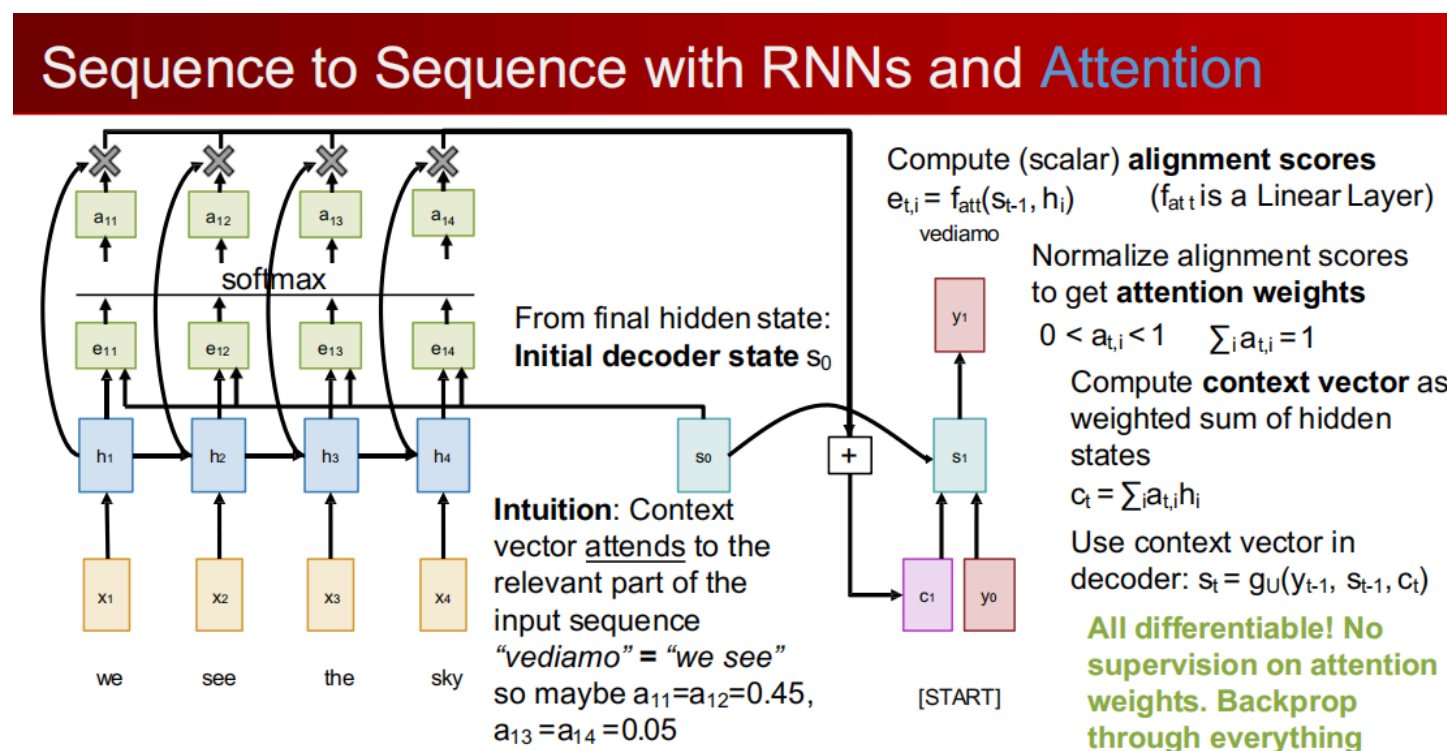 Sequence to Sequence with RNNs and Attention
a₁₁ a₁₂ a₁₃ a₁₄
softmax
e₁₁ e₁₂ e₁₃ e₁₄
h₁ h₂ h₃ h₄
x₁ x₂ x₃ x₄
we see the sky
From final hidden state:
Initial decoder state s₀
s₀
Intuition: Context
vector attends to the
relevant part of the
input sequence
“vediamo” = “we see”
so maybe a₁₁=a₁₂=0.45,
a₁₃=a₁₄=0.05
+
vediamo
y₁
s₁
c₁ y₀
[START]
Compute (scalar) alignment scores
eₜ,ᵢ = fₐₜₜ(sₜ₋₁, hᵢ) (fₐₜ ₜ is a Linear Layer)
Normalize alignment scores
to get attention weights
0 < aₜ,ᵢ < 1 ∑ᵢaₜ,ᵢ = 1
Compute context vector as
weighted sum of hidden
states
cₜ = ∑ᵢaₜ,ᵢhᵢ
Use context vector in
decoder: sₜ = g_U(yₜ₋₁, sₜ₋₁, cₜ)
All differentiable! No
supervision on attention
weights. Backprop
through everything